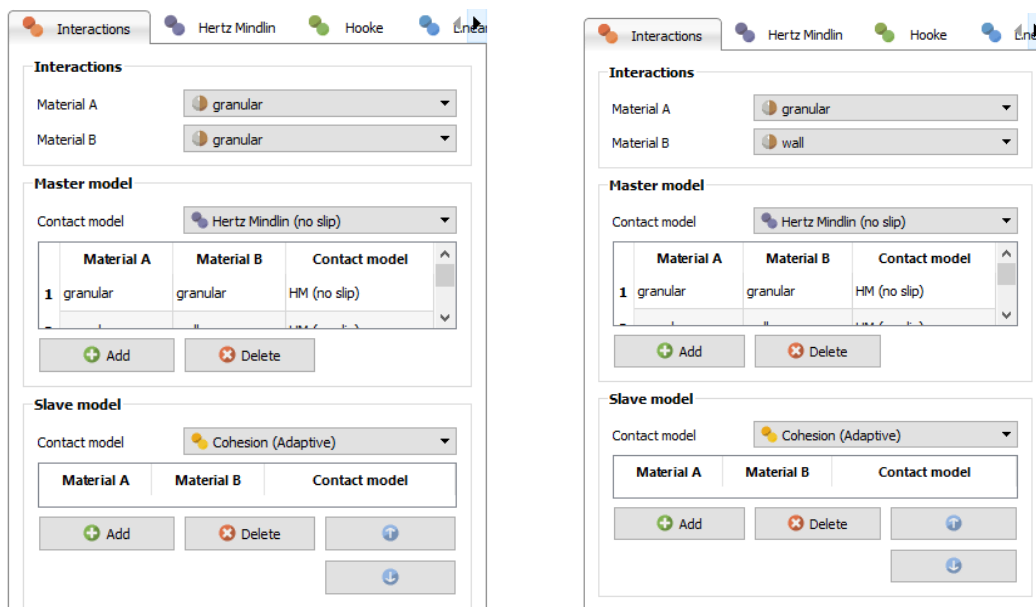 Interactions Hertz Mindlin Hooke
Interactions
Material A granular
Material B granular
Master model
Contact model Hertz Mindlin (no slip)
Material A Material B Contact model
1 granular granular HM (no slip)
Add Delete
Slave model
Contact model Cohesion (Adaptive)
Material A Material B Contact model
Add Delete
Interactions Hertz Mindlin Hooke
Interactions
Material A granular
Material B wall
Master model
Contact model Hertz Mindlin (no slip)
Material A Material B Contact model
1 granular granular HM (no slip)
Add Delete
Slave model
Contact model Cohesion (Adaptive)
Material A Material B Contact model
Add Delete